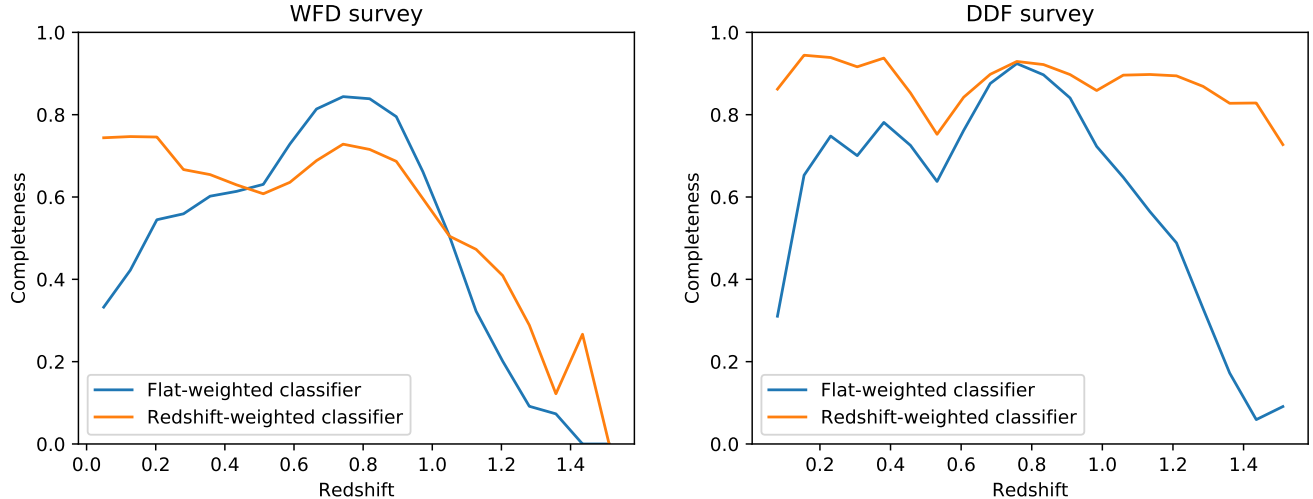 WFD survey
1.0
0.8
0.6
0.4
0.2
0.0
Completeness
Flat-weighted classifier
Redshift-weighted classifier
0.0 0.2 0.4 0.6 0.8 1.0 1.2 1.4
Redshift
DDF survey
1.0
0.8
0.6
0.4
0.2
0.0
Completeness
Flat-weighted classifier
Redshift-weighted classifier
0.2 0.4 0.6 0.8 1.0 1.2 1.4
Redshift